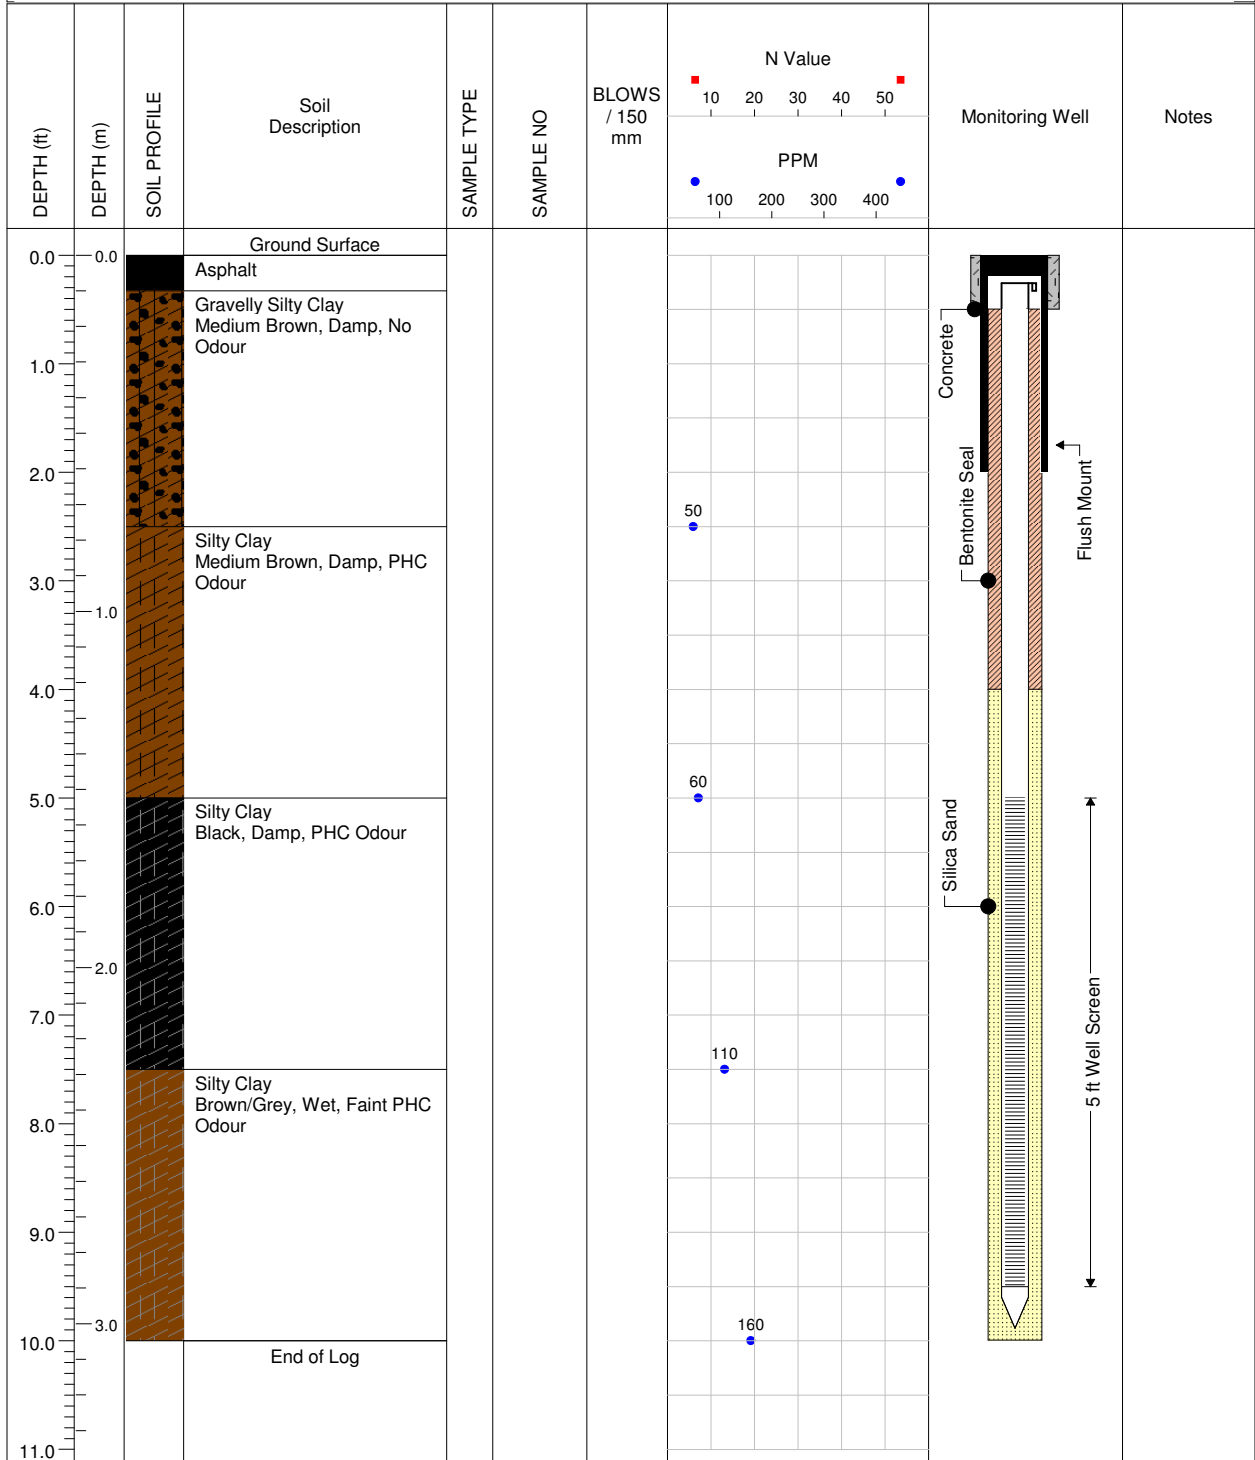 DEPTH (ft)
DEPTH (m)
SOIL PROFILE
Soil
Description
SAMPLE TYPE
SAMPLE NO
BLOWS
/ 150
mm
N Value
10 20 30 40 50
PPM
100 200 300 400
Monitoring Well
Notes
Ground Surface
0.0
0.0
Asphalt
Gravelly Silty Clay
Medium Brown, Damp, No
Odour
1.0
Concrete
2.0
Flush Mount
50
Silty Clay
Medium Brown, Damp, PHC
Odour
Bentonite Seal
3.0
1.0
4.0
60
5.0
Silty Clay
Black, Damp, PHC Odour
Silica Sand
6.0
2.0
7.0
5 ft Well Screen
110
Silty Clay
Brown/Grey, Wet, Faint PHC
Odour
8.0
9.0
3.0
160
10.0
End of Log
11.0